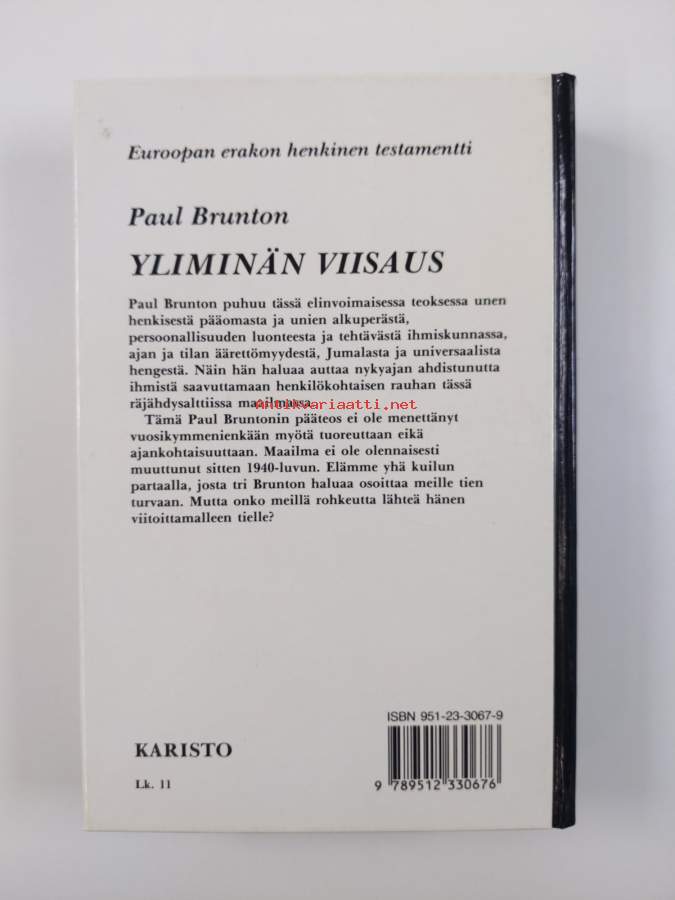 Euroopan erakon henkinen testamentti
Paul Brunton
YLIMINÄN VIISAUS
Paul Brunton puhuu tässä elinvoimaisessa teoksessa unen
henkisestä pääomasta ja unien alkuperästä,
persoonallisuuden luonteesta ja tehtävästä ihmiskunnassa,
ajan ja tilan äärettömyydestä, Jumalasta ja universaalista
hengestä. Näin hän haluaa auttaa nykyajan ahdistunutta
ihmistä saavuttamaan henkilökohtaisen rauhan tässä
räjähdysalttiissa maailmassa.
Antikvariaatti.net
Tämä Paul Bruntonin pääteos ei ole menettänyt
vuosikymmenienkään myötä tuoreuttaan eikä
ajankohtaisuuttaan. Maailma ei ole olennaisesti
muuttunut sitten 1940-luvun. Elämme yhä kuilun
partaalla, josta tri Brunton haluaa osoittaa meille tien
turvaan. Mutta onko meillä rohkeutta lähteä hänen
viitoittamalleen tielle?
ISBN 951-23-3067-9
KARISTO
Lk. 11
9 789512 330676